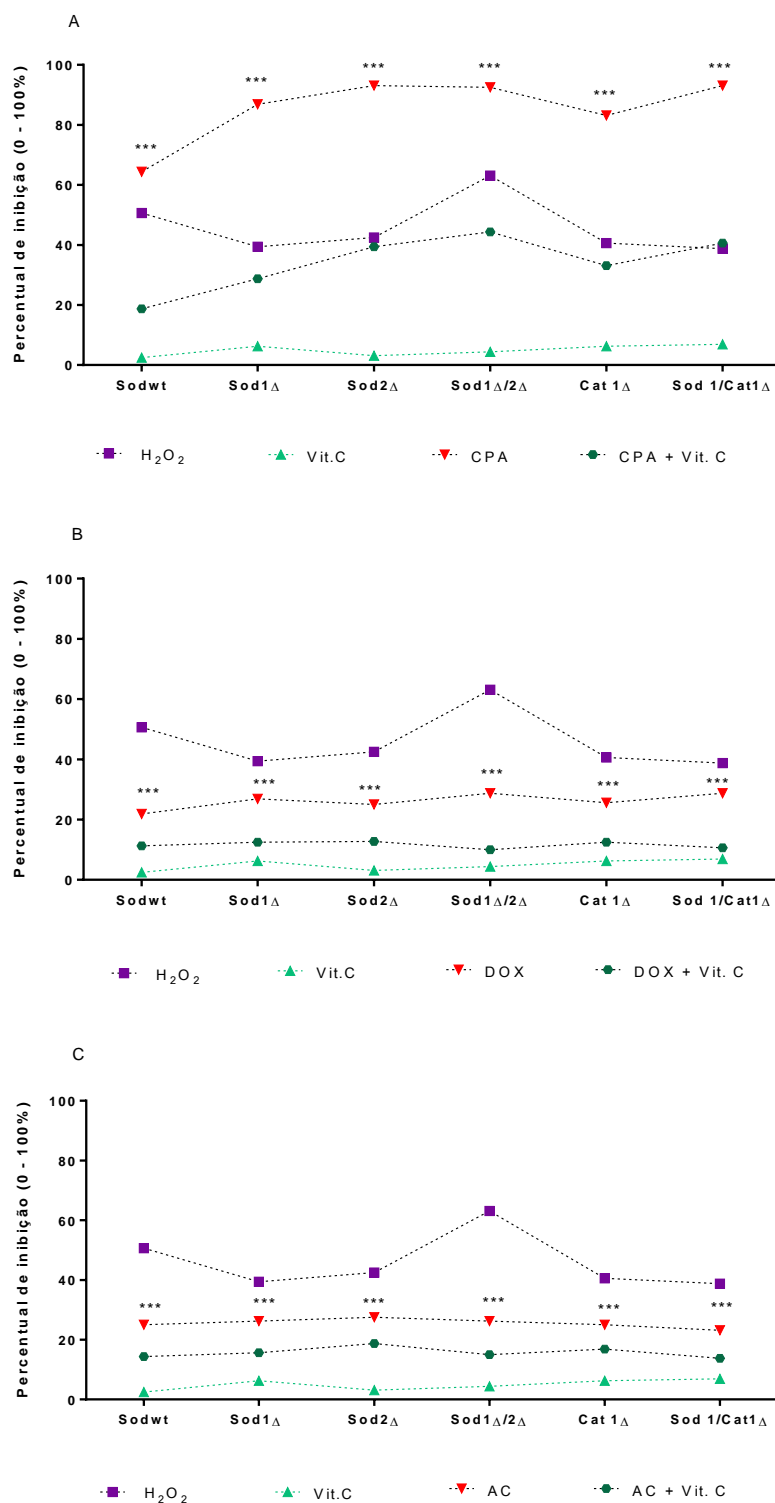 A
Percentual de inibição (0 - 100%)
100
80
60
40
20
0
*** *** *** *** *** ***
Sodwt Sod1Δ Sod2Δ Sod1Δ/2Δ Cat 1Δ Sod 1/Cat1Δ
H₂O₂ Vit.C CPA CPA + Vit. C
B
Percentual de inibição (0 - 100%)
100
80
60
40
20
0
*** *** *** *** *** ***
Sodwt Sod1Δ Sod2Δ Sod1Δ/2Δ Cat 1Δ Sod 1/Cat1Δ
H₂O₂ Vit.C DOX DOX + Vit. C
C
Percentual de inibição (0 - 100%)
100
80
60
40
20
0
*** *** *** *** *** ***
Sodwt Sod1Δ Sod2Δ Sod1Δ/2Δ Cat 1Δ Sod 1/Cat1Δ
H₂O₂ Vit.C AC AC + Vit. C